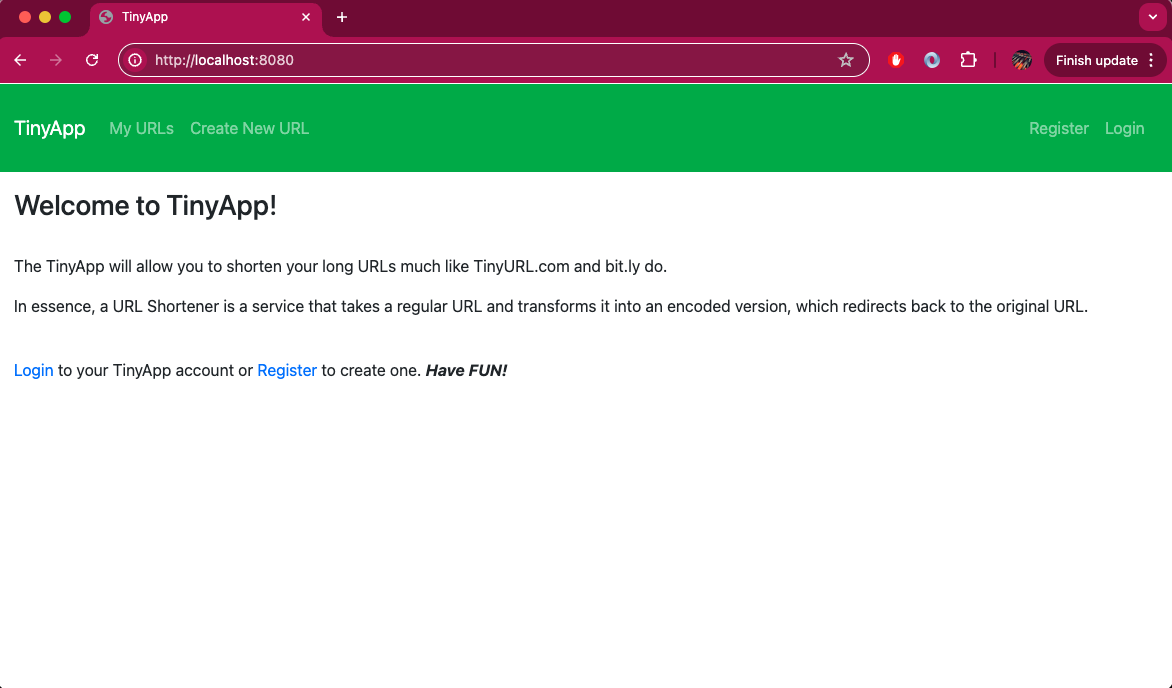 TinyApp
http://localhost:8080
Finish update
TinyApp My URLs Create New URL Register Login
Welcome to TinyApp!
The TinyApp will allow you to shorten your long URLs much like TinyURL.com and bit.ly do.
In essence, a URL Shortener is a service that takes a regular URL and transforms it into an encoded version, which redirects back to the original URL.
Login to your TinyApp account or Register to create one. Have FUN!